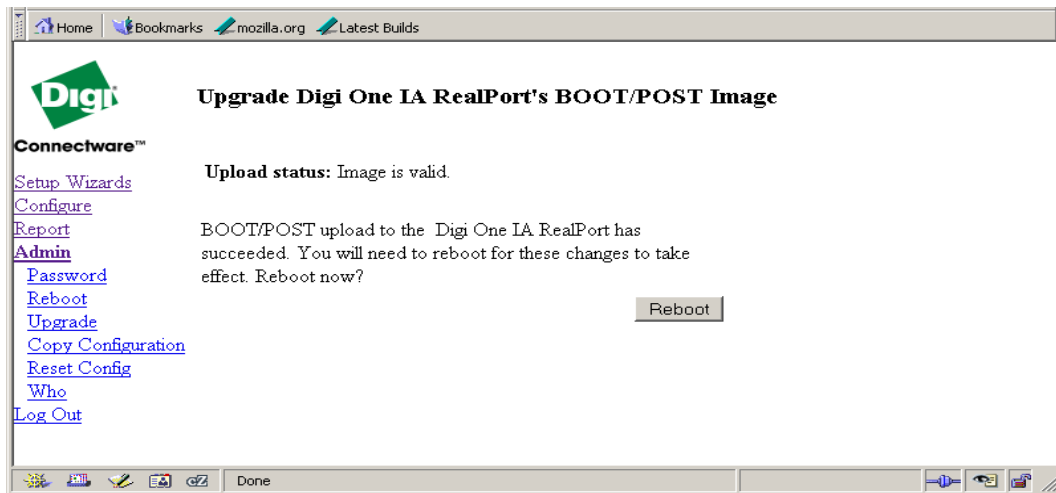 Home Bookmarks mozilla.org Latest Builds
Digi
Connectware™
Upgrade Digi One IA RealPort's BOOT/POST Image
Upload status: Image is valid.
BOOT/POST upload to the Digi One IA RealPort has
succeeded. You will need to reboot for these changes to take
effect. Reboot now?
Reboot
Setup Wizards
Configure
Report
Admin
Password
Reboot
Upgrade
Copy Configuration
Reset Config
Who
Log Out
Done